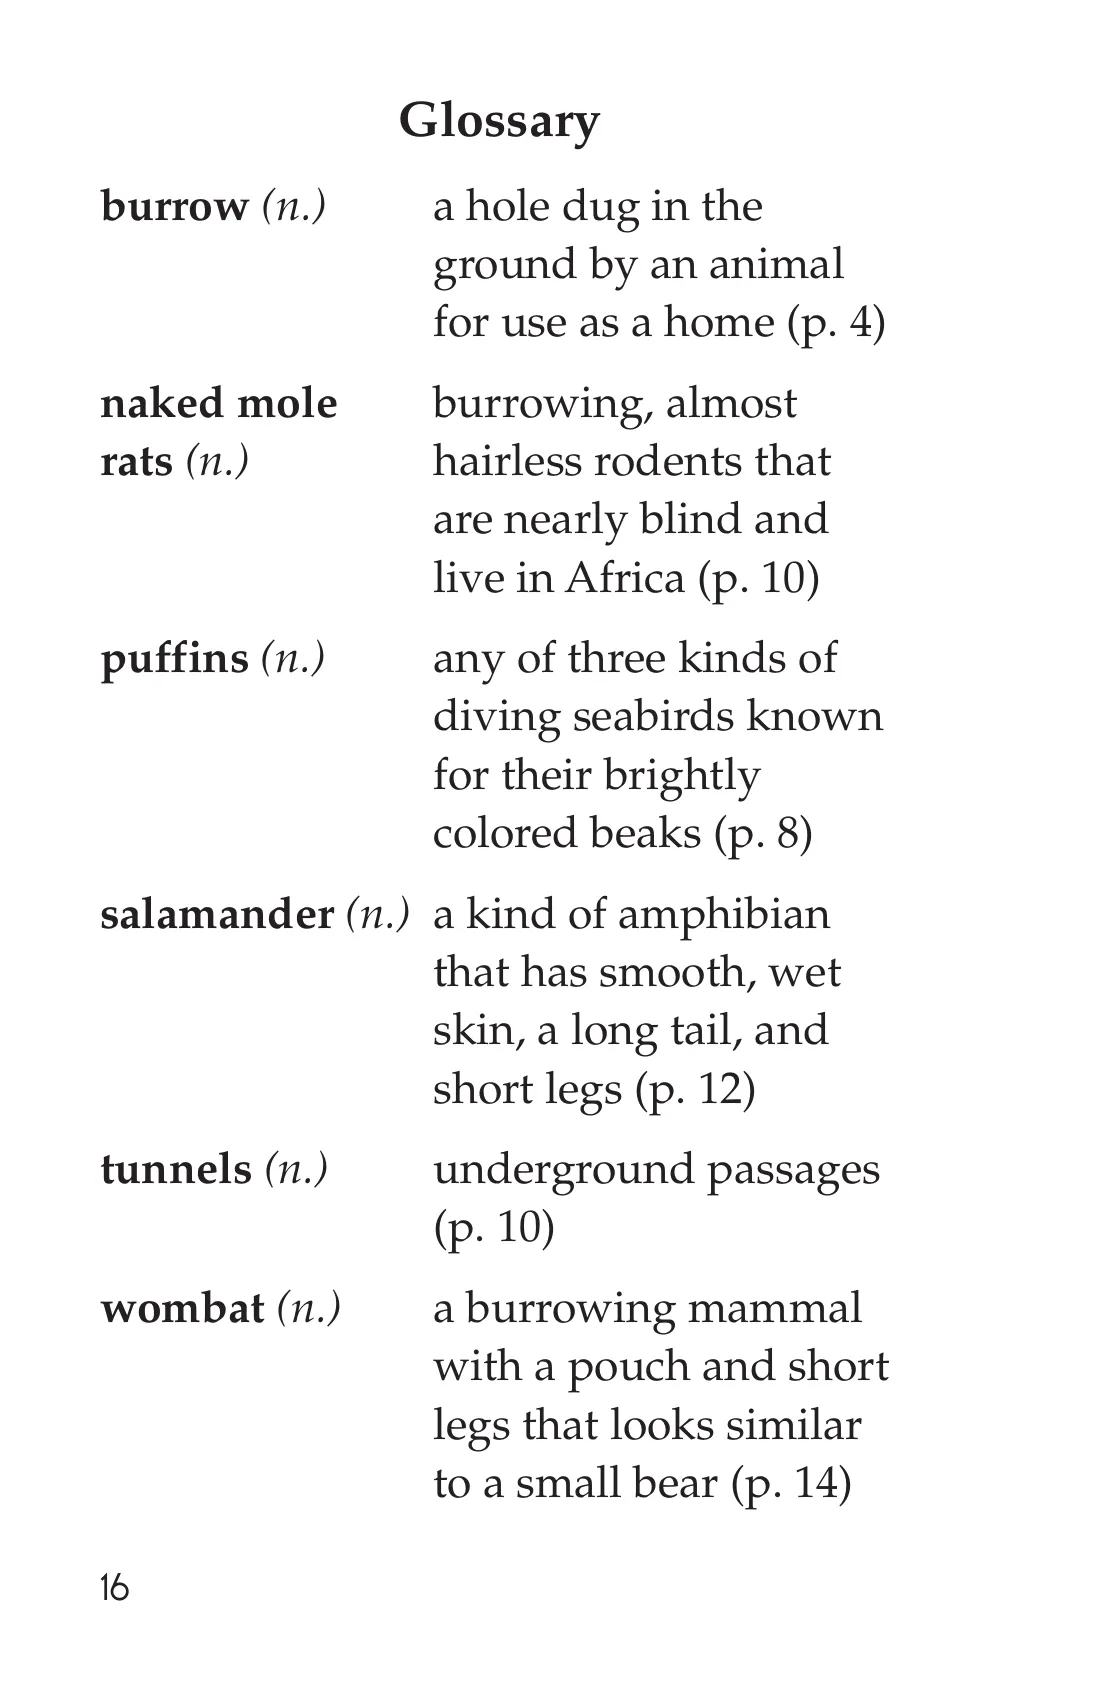 Glossary
burrow (n.) a hole dug in the
ground by an animal
for use as a home (p. 4)
naked mole burrowing, almost
rats (n.) hairless rodents that
are nearly blind and
live in Africa (p. 10)
puffins (n.) any of three kinds of
diving seabirds known
for their brightly
colored beaks (p. 8)
salamander (n.) a kind of amphibian
that has smooth, wet
skin, a long tail, and
short legs (p. 12)
tunnels (n.) underground passages
(p. 10)
wombat (n.) a burrowing mammal
with a pouch and short
legs that looks similar
to a small bear (p. 14)
16